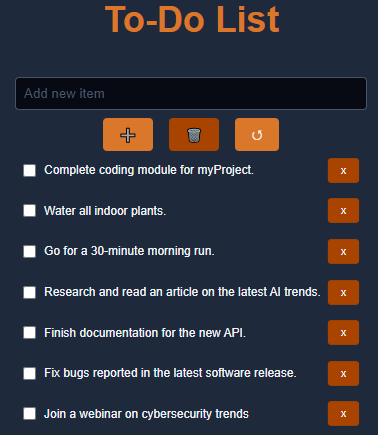 To-Do List
Add new item
Complete coding module for myProject.
x
Water all indoor plants.
x
Go for a 30-minute morning run.
x
Research and read an article on the latest AI trends.
x
Finish documentation for the new API.
x
Fix bugs reported in the latest software release.
x
Join a webinar on cybersecurity trends
x